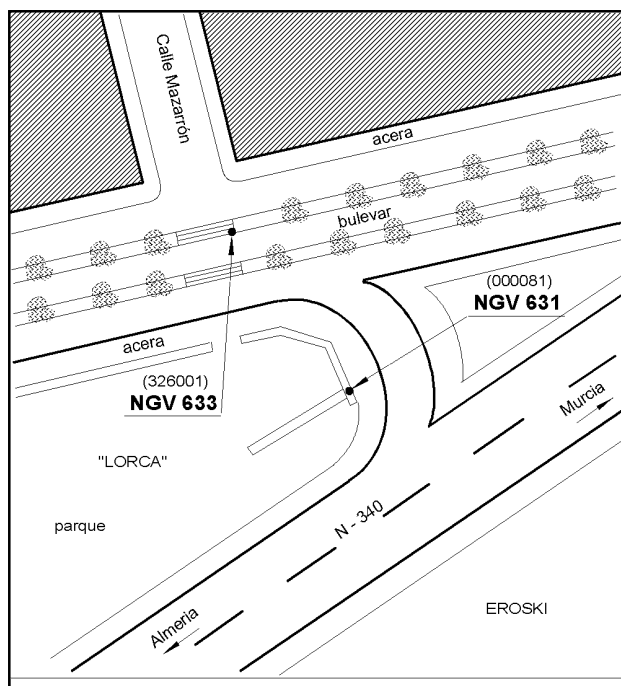 Calle Mazarrón
acera
bulevar
(000081)
NGV 631
acera
(326001)
NGV 633
Murcia
"LORCA"
parque
N - 340
Almeria
EROSKI